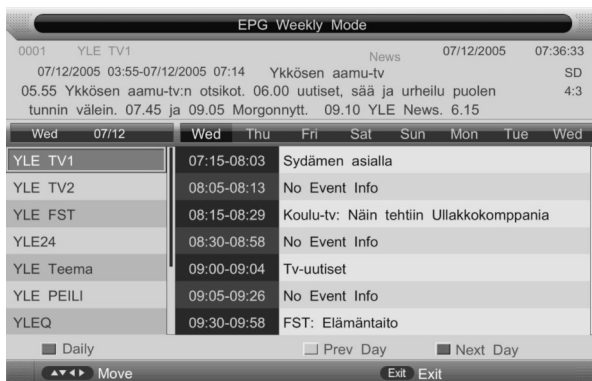 EPG Weekly Mode
0001 YLE TV1 News 07/12/2005 07:36:33
07/12/2005 03:55-07/12/2005 07:14 Ykkösen aamu-tv SD
05.55 Ykkösen aamu-tv:n otsikot. 06.00 uutiset, sää ja urheilu puolen 4:3
tunnin välein. 07.45 ja 09.05 Morgonnytt. 09.10 YLE News. 6.15
Wed 07/12 Wed Thu Fri Sat Sun Mon Tue Wed
YLE TV1 07:15-08:03 Sydämen asialla
YLE TV2 08:05-08:13 No Event Info
YLE FST 08:15-08:29 Koulu-tv: Näin tehtiin Ullakkokomppania
YLE24 08:30-08:58 No Event Info
YLE Teema 09:00-09:04 Tv-uutiset
YLE PEILI 09:05-09:26 No Event Info
YLEQ 09:30-09:58 FST: Elämäntaito
Daily Prev Day Next Day
Move Exit Exit